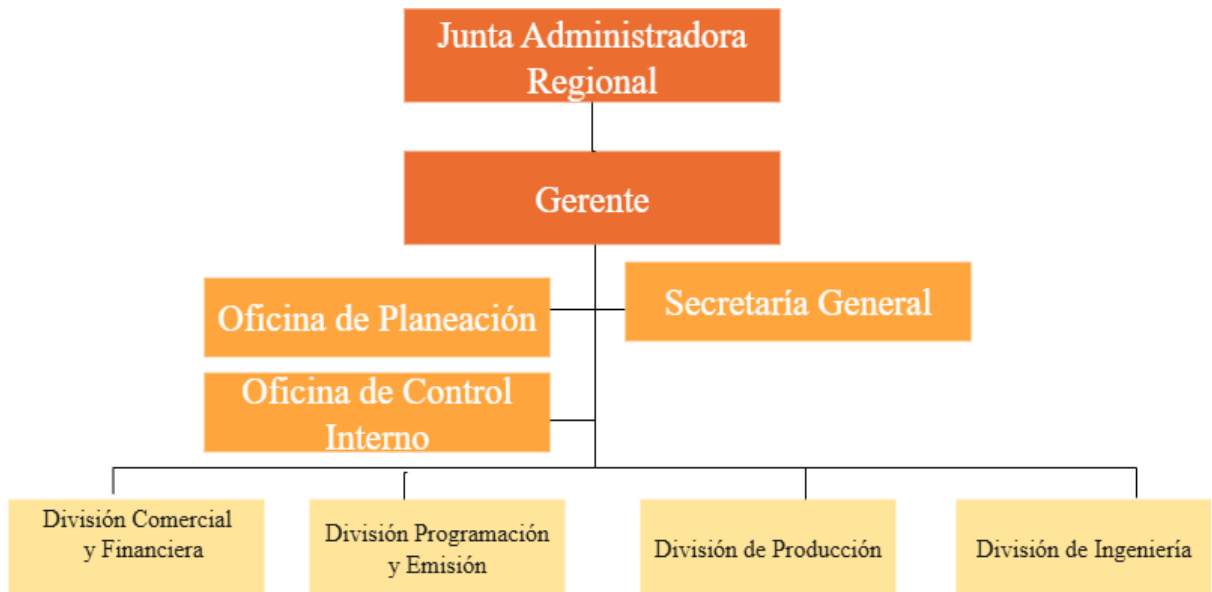 Junta Administradora
Regional
Gerente
Oficina de Planeación
Secretaría General
Oficina de Control
Interno
División Comercial
y Financiera
División Programación
y Emisión
División de Producción
División de Ingeniería